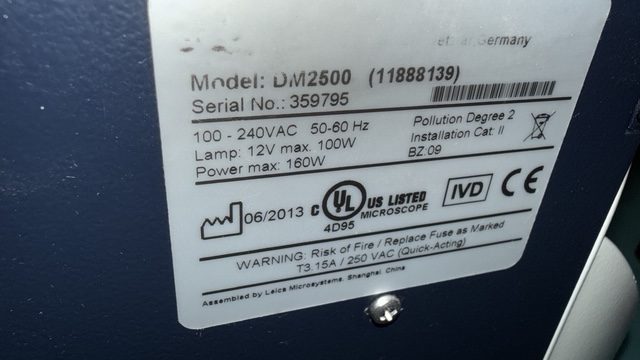 Germany
Model: DM2500 (11888139)
Serial No.: 359795
100 - 240VAC 50-60 Hz
Lamp: 12V max. 100W
Power max: 160W
Pollution Degree 2
Installation Cat: II
BZ:09
06/2013
C UL US LISTED
MICROSCOPE
4D95
IVD
CE
WARNING: Risk of Fire / Replace Fuse as Marked
T3.15A / 250 VAC (Quick-Acting)
Assembled by Leica Microsystems, Shanghai, China